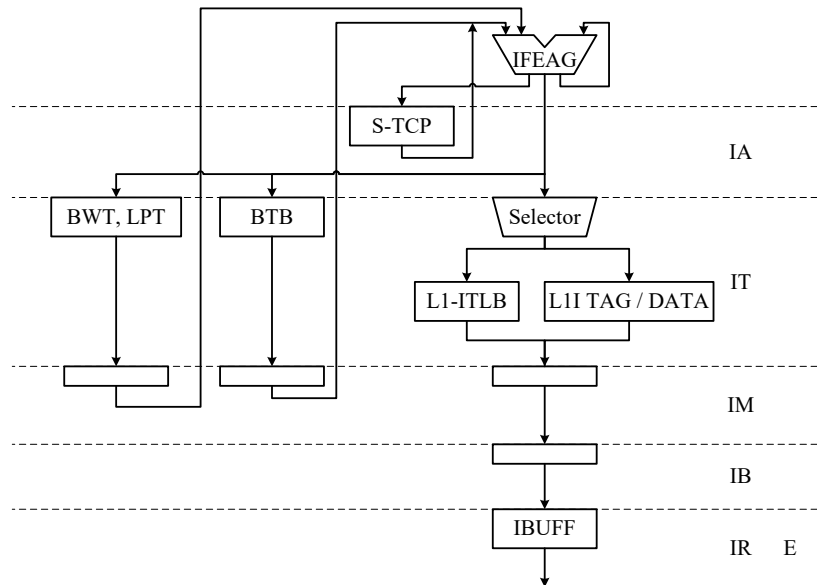 IFEAG
S-TCP
IA
BWT, LPT
BTB
Selector
L1-ITLB
L1I TAG / DATA
IT
IM
IB
IBUFF
IR E